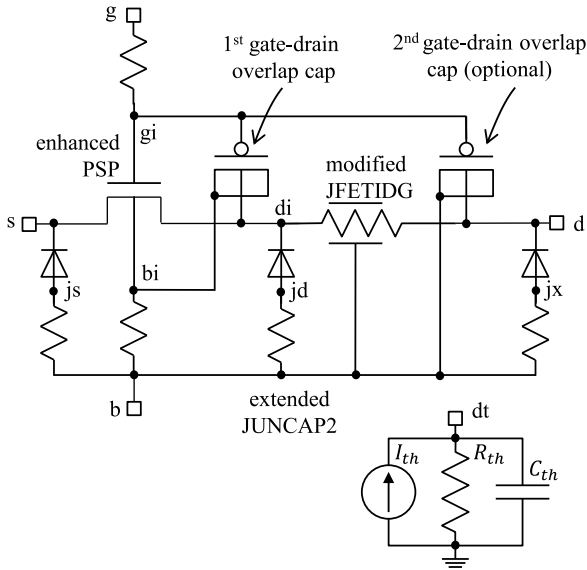 g
1st gate-drain
overlap cap
2nd gate-drain overlap
cap (optional)
gi
enhanced
PSP
modified
JFETIDG
s
di
d
bi
js
jd
jx
b
extended
JUNCAP2
dt
Ith
Rth
Cth